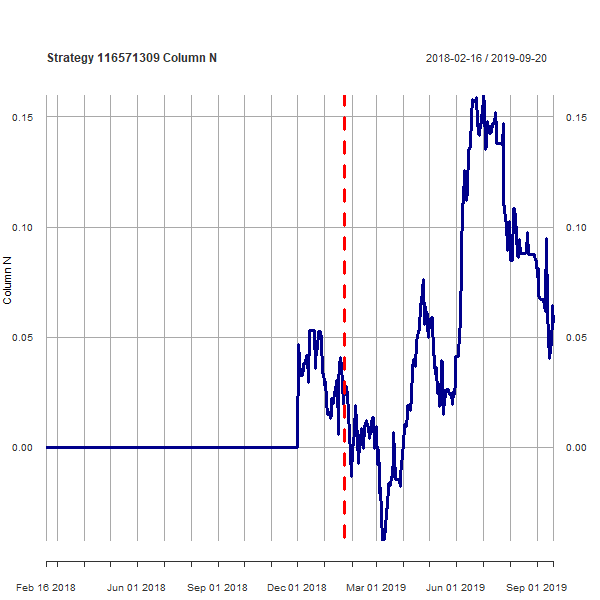 Strategy 116571309 Column N
2018-02-16 / 2019-09-20
0.15
0.10
0.05
0.00
Column N
0.15
0.10
0.05
0.00
Feb 16 2018
Jun 01 2018
Sep 01 2018
Dec 01 2018
Mar 01 2019
Jun 01 2019
Sep 01 2019